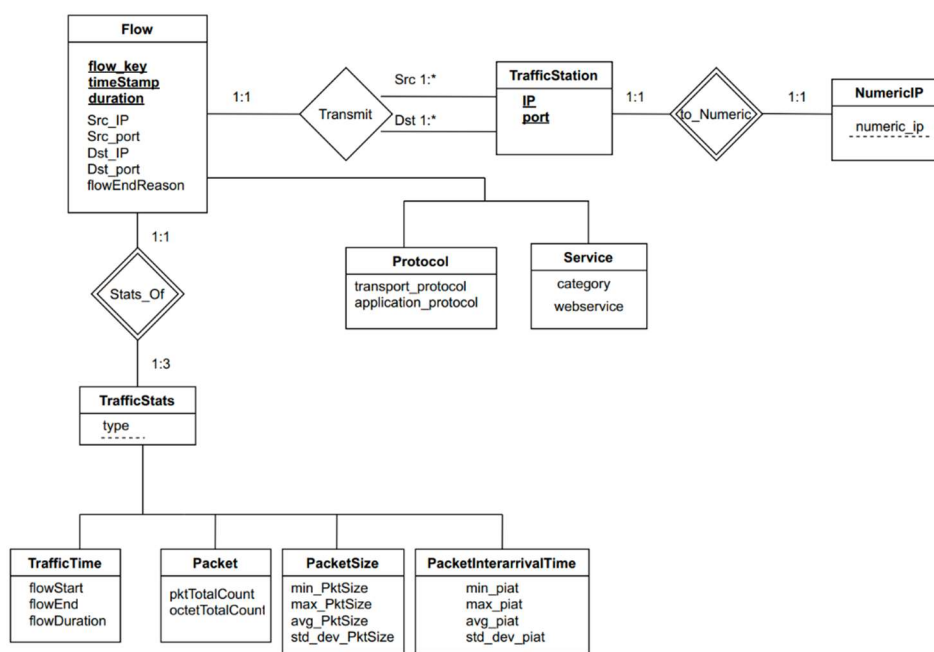 Flow
flow_key
timeStamp
duration
Src_IP
Src_port
Dst_IP
Dst_port
flowEndReason
1:1
Transmit
Src 1:*
Dst 1:*
TrafficStation
IP
port
1:1
to_Numeric
1:1
NumericIP
numeric_ip
Protocol
transport_protocol
application_protocol
Service
category
webservice
1:1
Stats_Of
1:3
TrafficStats
type
TrafficTime
flowStart
flowEnd
flowDuration
Packet
pktTotalCount
octetTotalCount
PacketSize
min_PktSize
max_PktSize
avg_PktSize
std_dev_PktSize
PacketInterarrivalTime
min_piat
max_piat
avg_piat
std_dev_piat